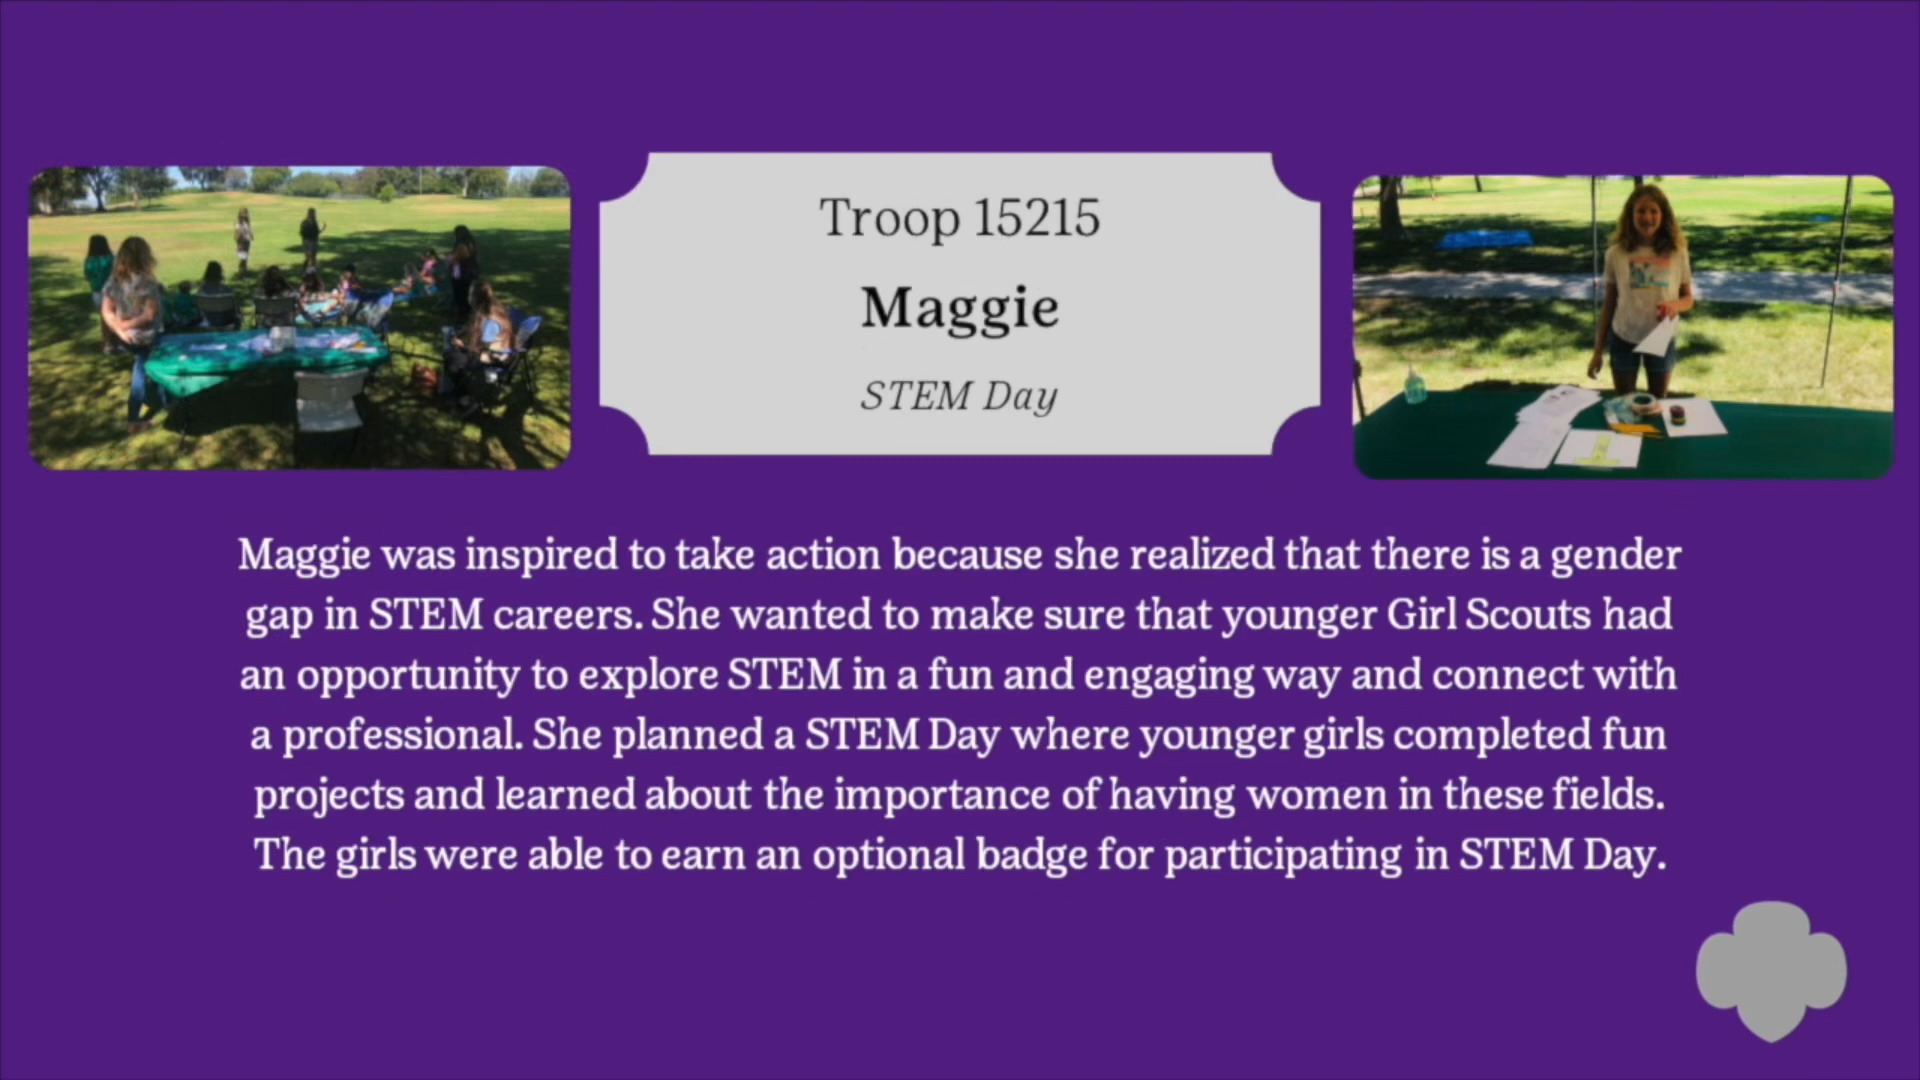 Troop 15215
Maggie
STEM Day
Maggie was inspired to take action because she realized that there is a gender
gap in STEM careers. She wanted to make sure that younger Girl Scouts had
an opportunity to explore STEM in a fun and engaging way and connect with
a professional. She planned a STEM Day where younger girls completed fun
projects and learned about the importance of having women in these fields.
The girls were able to earn an optional badge for participating in STEM Day.